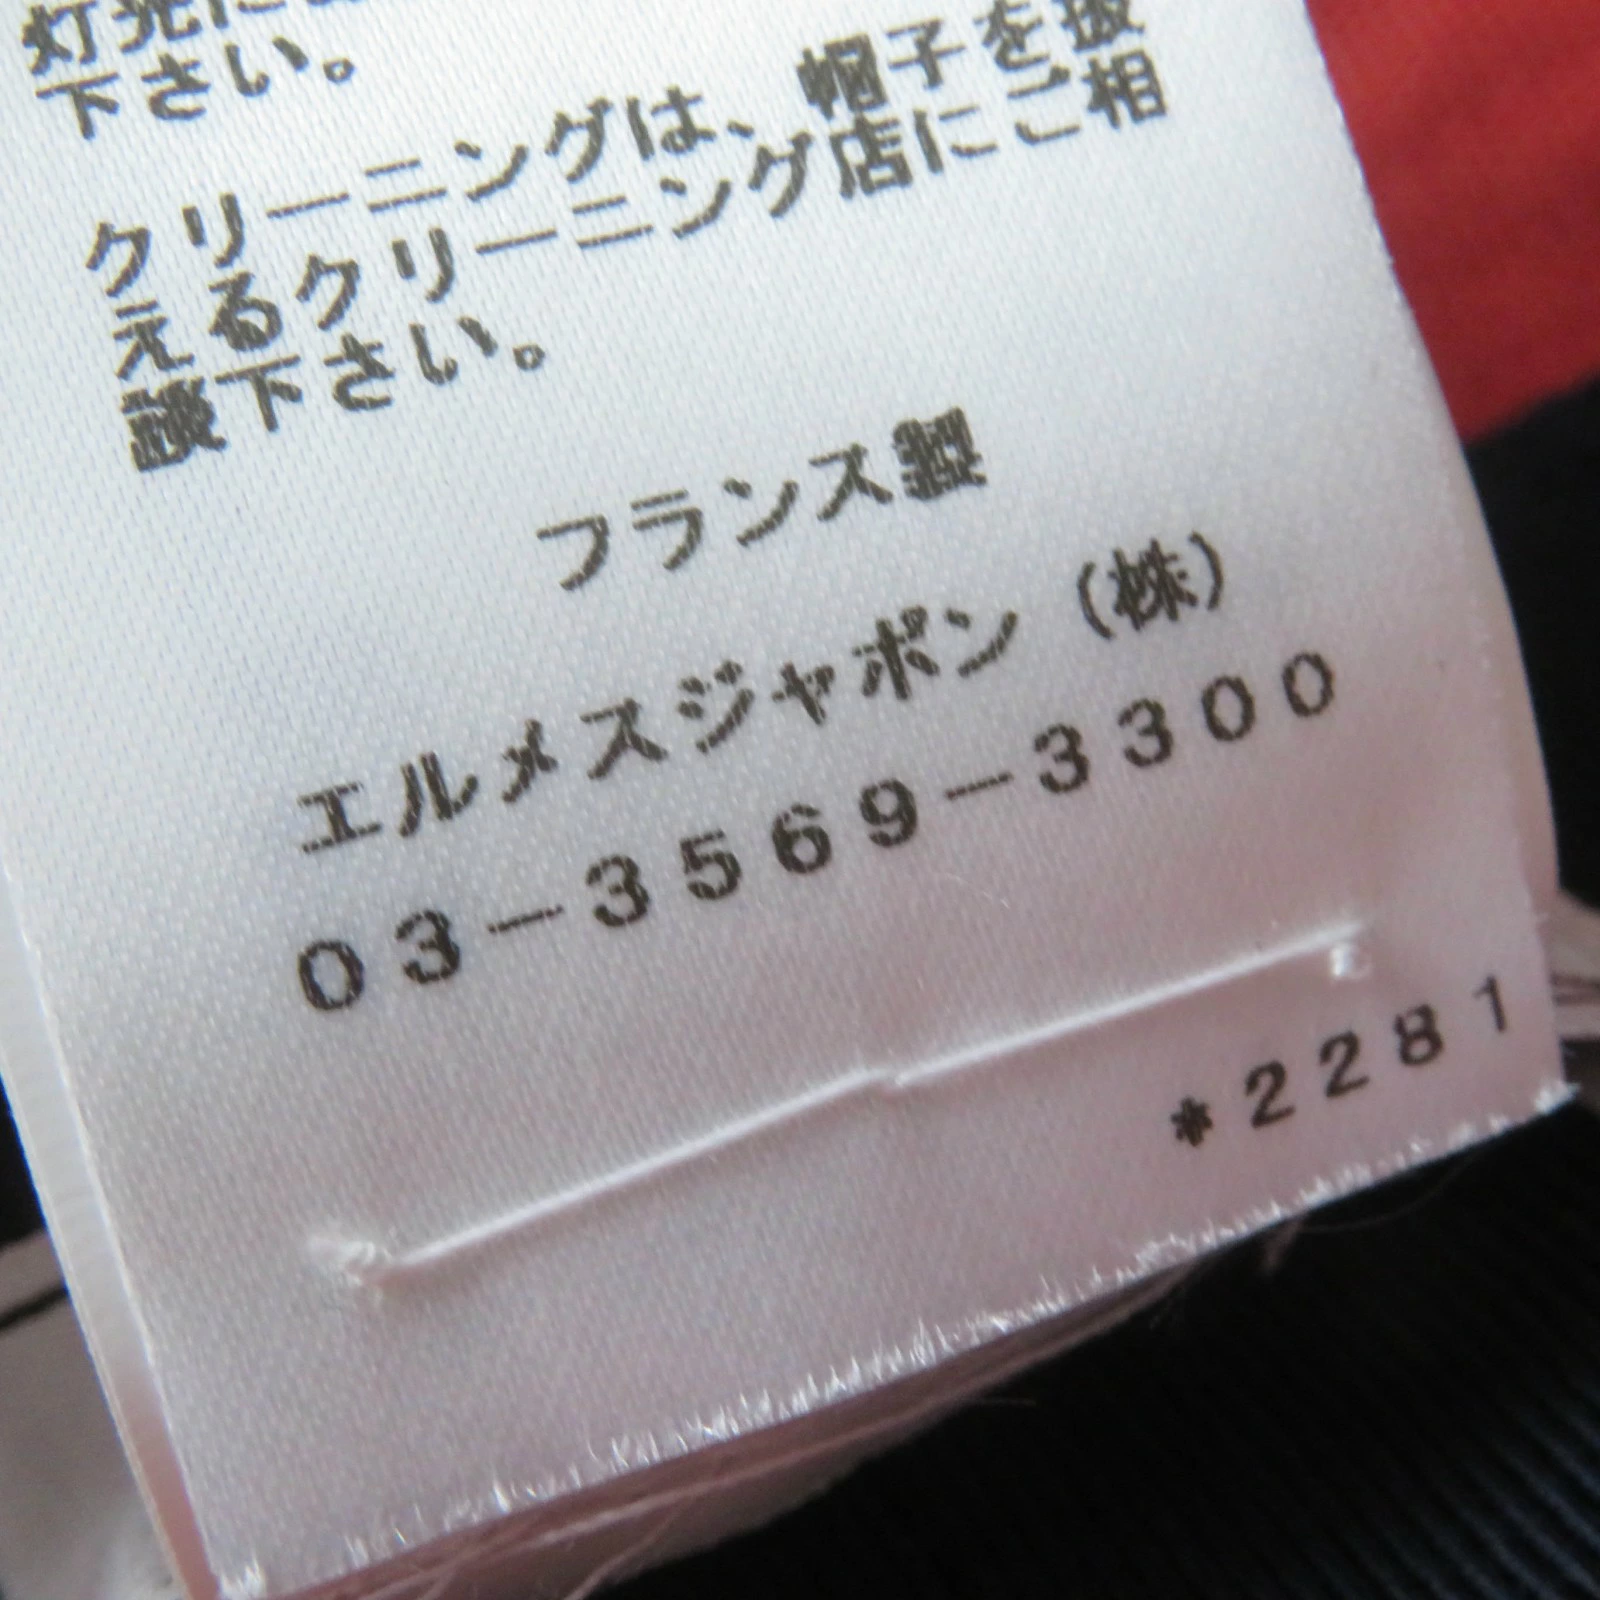 下さい。
クリーニングは、帽子を扱
えるクリーニング店にご相
談下さい。
フランス製
エルメスジャポン（株）
03-3569-3300
*2281